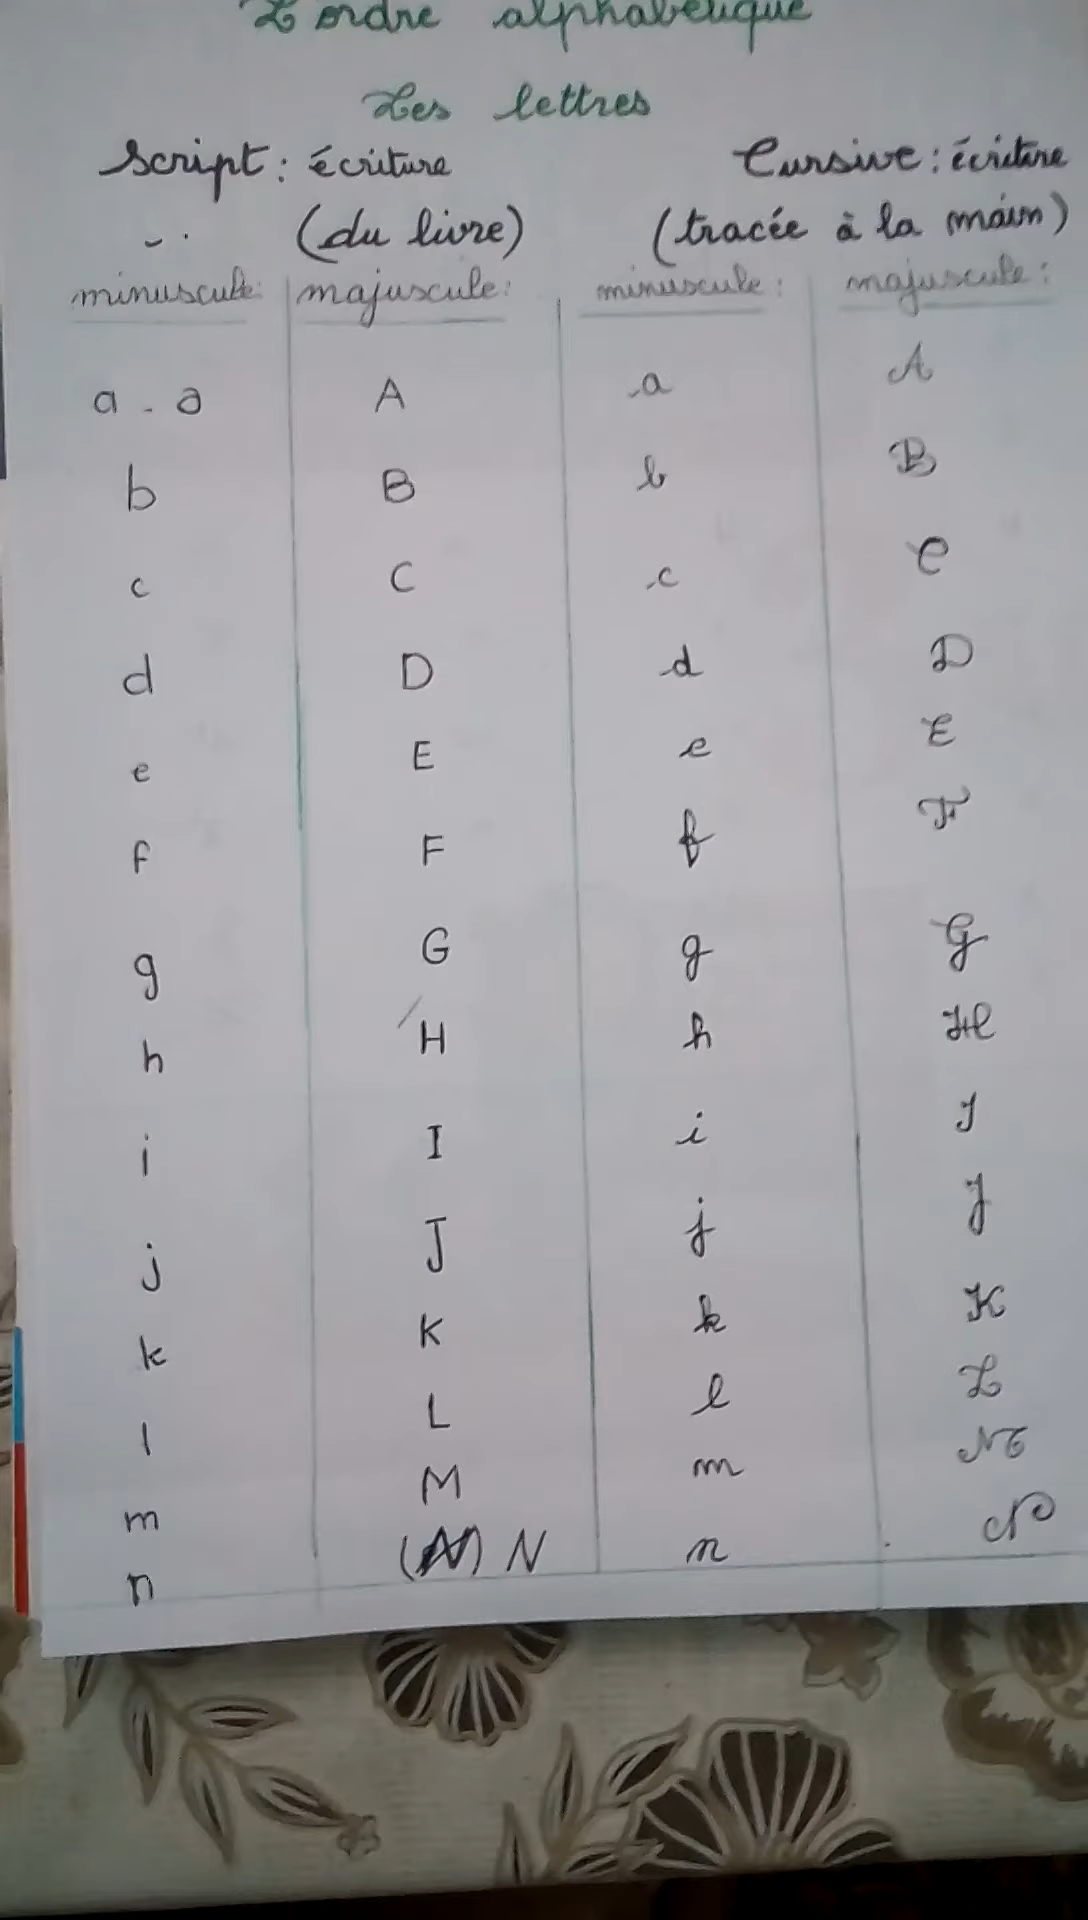 L'ordre alphabétique
Les lettres
Script : écriture Cursive : écriture
(du livre) (tracée à la main)
minuscule: majuscule: minuscule: majuscule:
a - a A a A
b B b B
c C c C
d D d D
e E e E
f F f F
g G g G
h H h H
i I i I
j J j J
k K k K
l L l L
m M m M
n (N) N n N